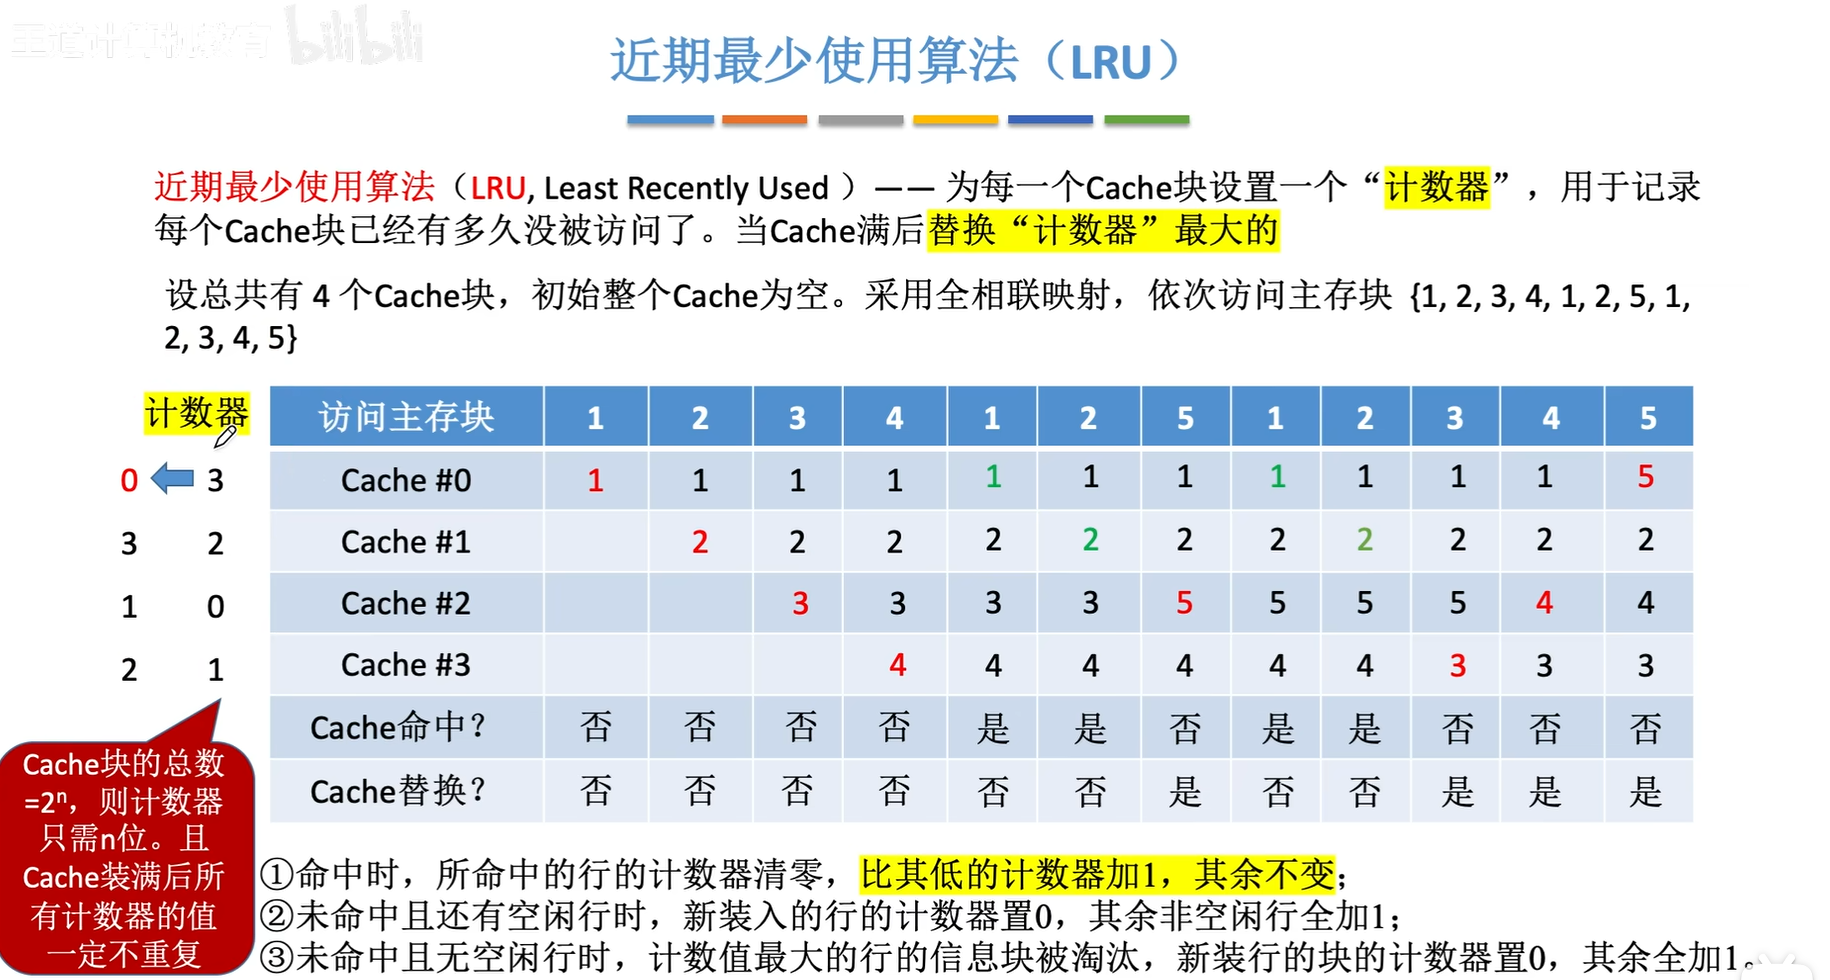 王道计算机教育 bilibili
近期最少使用算法（LRU）
近期最少使用算法（LRU, Least Recently Used ）—— 为每一个Cache块设置一个“计数器”，用于记录
每个Cache块已经有多久没被访问了。当Cache满后替换“计数器”最大的
设总共有 4 个Cache块，初始整个Cache为空。采用全相联映射，依次访问主存块 {1, 2, 3, 4, 1, 2, 5, 1,
2, 3, 4, 5}
计数器 访问主存块 1 2 3 4 1 2 5 1 2 3 4 5
0 3 Cache #0 1 1 1 1 1 1 1 1 1 1 1 5
3 2 Cache #1 2 2 2 2 2 2 2 2 2 2 2
1 0 Cache #2 3 3 3 3 5 5 5 5 4 4
2 1 Cache #3 4 4 4 4 4 4 3 3 3
Cache命中？ 否 否 否 否 是 是 否 是 是 否 否 否
Cache替换？ 否 否 否 否 否 否 是 否 否 是 是 是
Cache块的总数
=2ⁿ，则计数器
只需n位。且
Cache装满后所
有计数器的值
一定不重复
①命中时，所命中的行的计数器清零，比其低的计数器加1，其余不变；
②未命中且还有空闲行时，新装入的行的计数器置0，其余非空闲行全加1；
③未命中且无空闲行时，计数值最大的行的信息块被淘汰，新装行的块的计数器置0，其余全加1。